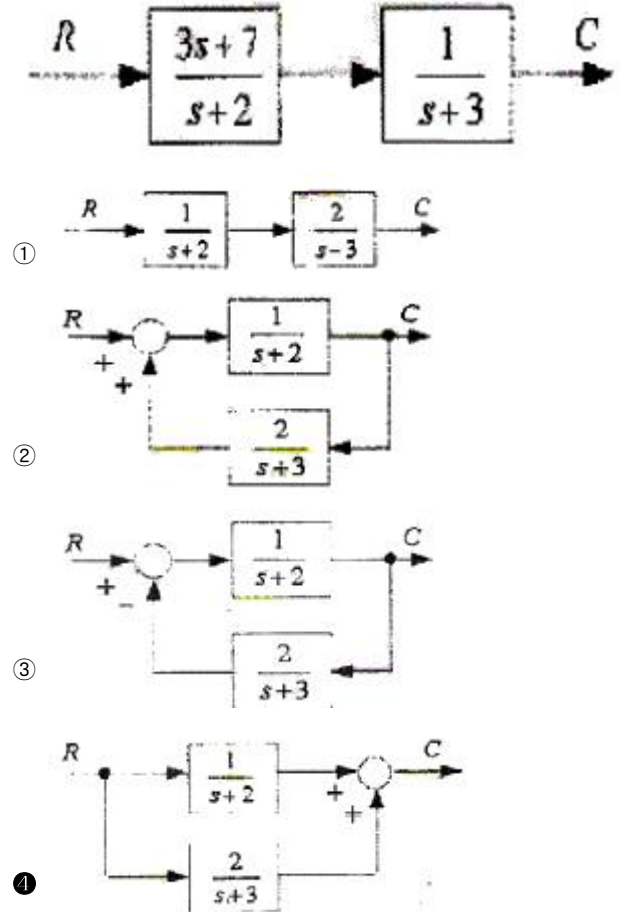 R 3s+7 1 C
s+2 s+3
① R 1 2 C
s+2 s-3
R 1 C
+ s+2
+
② 2
s+3
R 1 C
+ s+2
−
③ 2
s+3
R 1 C
s+2 +
+
❹ 2
s+3